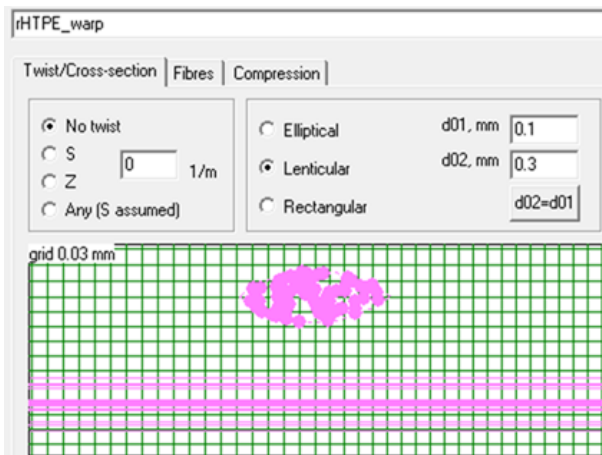 rHTPE_warp
Twist/Cross-section Fibres Compression
No twist
S
Z
0 1/m
Any (S assumed)
Elliptical
Lenticular
Rectangular
d01, mm 0.1
d02, mm 0.3
d02=d01
grid 0.03 mm